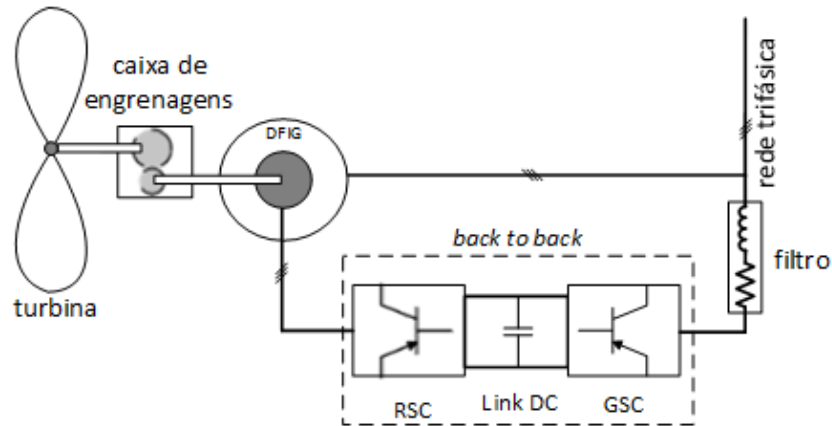 caixa de
engrenagens
DFIG
rede trifásica
back to back
filtro
turbina
RSC
Link DC
GSC